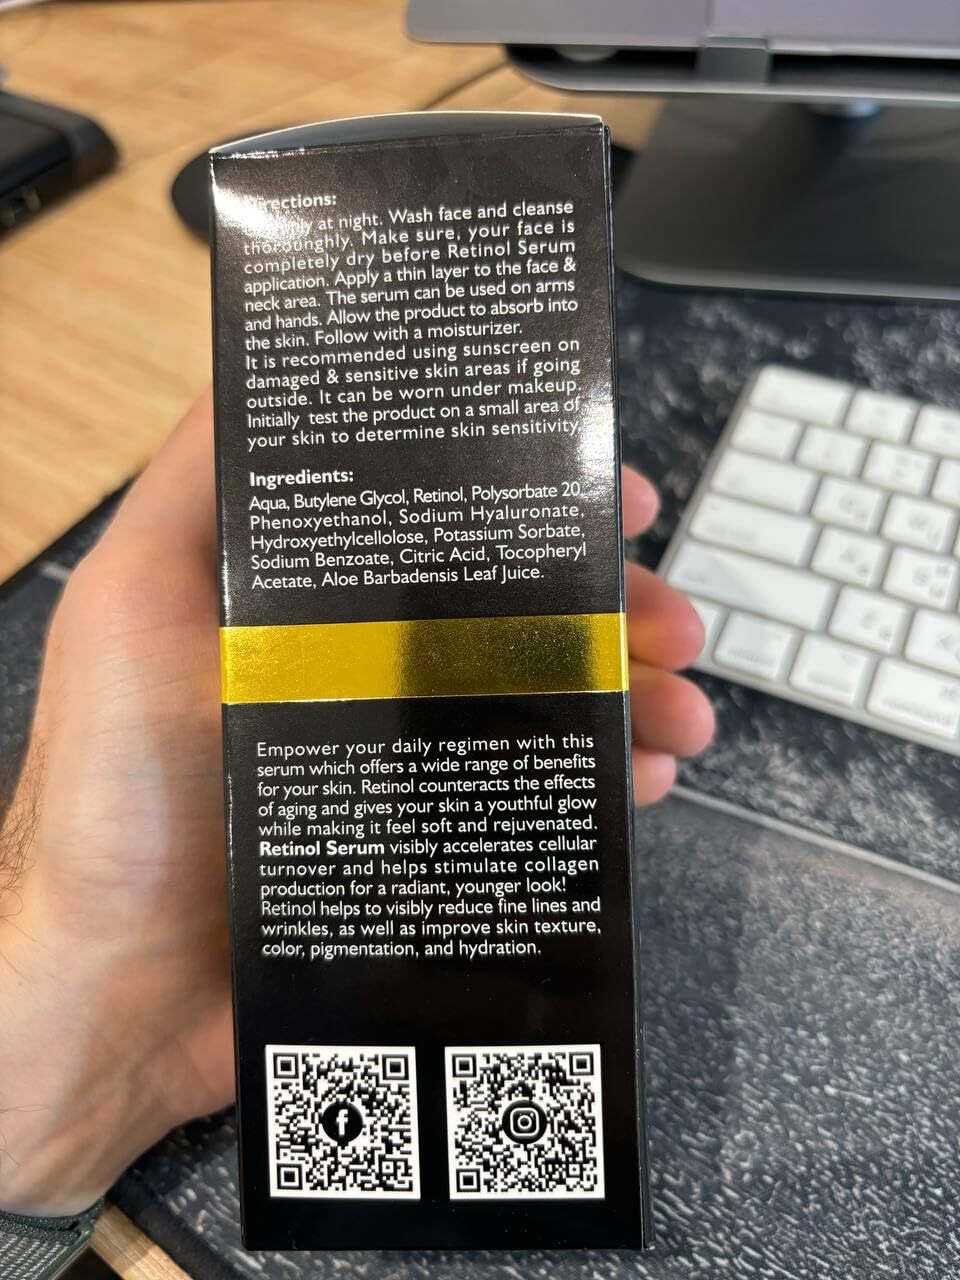 Directions:
at night. Wash face and cleanse
thoroughly. Make sure, your face is
completely dry before Retinol Serum
application. Apply a thin layer to the face &
neck area. The serum can be used on arms
and hands. Allow the product to absorb into
the skin. Follow with a moisturizer.
It is recommended using sunscreen on
damaged & sensitive skin areas if going
outside. It can be worn under makeup.
Initially test the product on a small area of
your skin to determine skin sensitivity.
Ingredients:
Aqua, Butylene Glycol, Retinol, Polysorbate 20,
Phenoxyethanol, Sodium Hyaluronate,
Hydroxyethylcellolose, Potassium Sorbate,
Sodium Benzoate, Citric Acid, Tocopheryl
Acetate, Aloe Barbadensis Leaf Juice.
Empower your daily regimen with this
serum which offers a wide range of benefits
for your skin. Retinol counteracts the effects
of aging and gives your skin a youthful glow
while making it feel soft and rejuvenated.
Retinol Serum visibly accelerates cellular
turnover and helps stimulate collagen
production for a radiant, younger look!
Retinol helps to visibly reduce fine lines and
wrinkles, as well as improve skin texture,
color, pigmentation, and hydration.